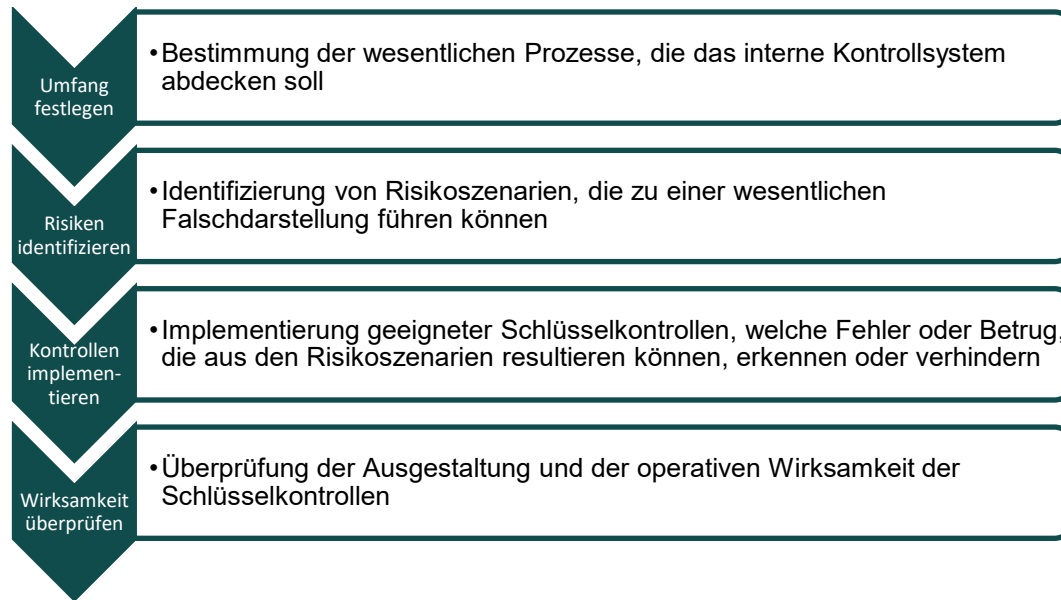 Umfang
festlegen
•Bestimmung der wesentlichen Prozesse, die das interne Kontrollsystem
abdecken soll
Risiken
identifizieren
•Identifizierung von Risikoszenarien, die zu einer wesentlichen
Falschdarstellung führen können
Kontrollen
implemen-
tieren
•Implementierung geeigneter Schlüsselkontrollen, welche Fehler oder Betrug,
die aus den Risikoszenarien resultieren können, erkennen oder verhindern
Wirksamkeit
überprüfen
•Überprüfung der Ausgestaltung und der operativen Wirksamkeit der
Schlüsselkontrollen